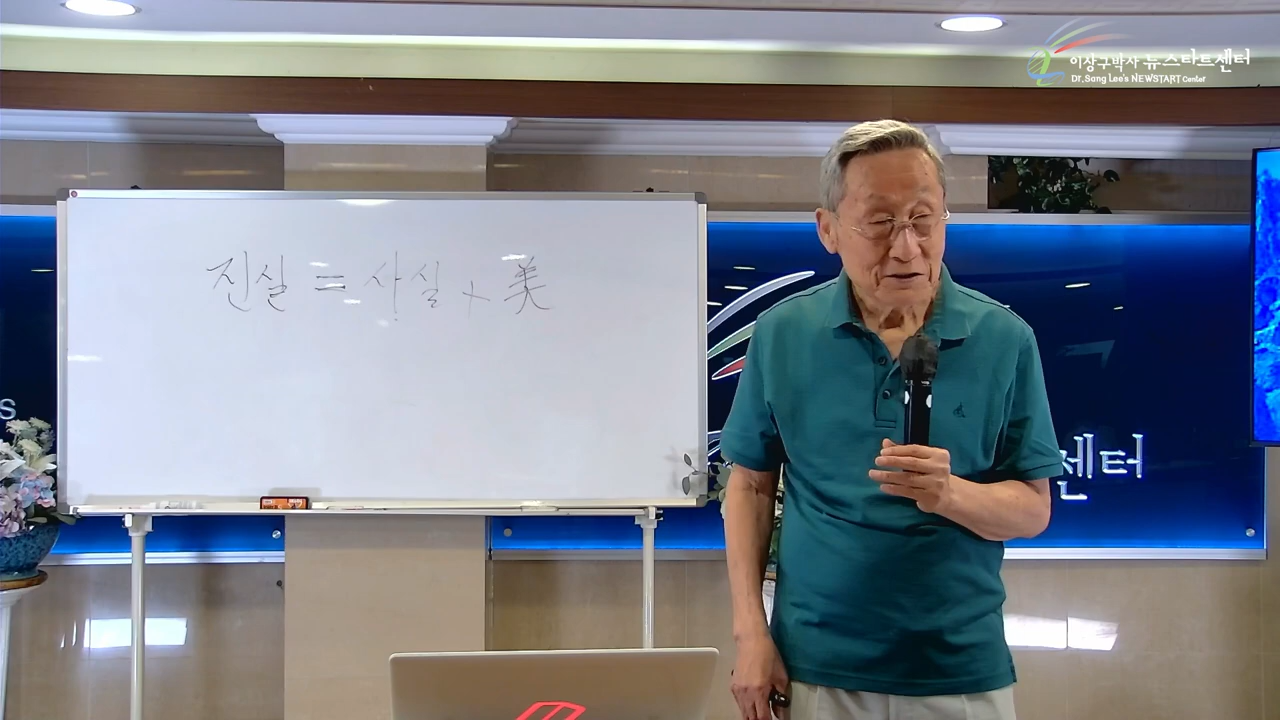 이상구박사 뉴스타트센터
Dr. Sang Lee's NEWSTART Center
진실 = 사실 + 美
s
센터